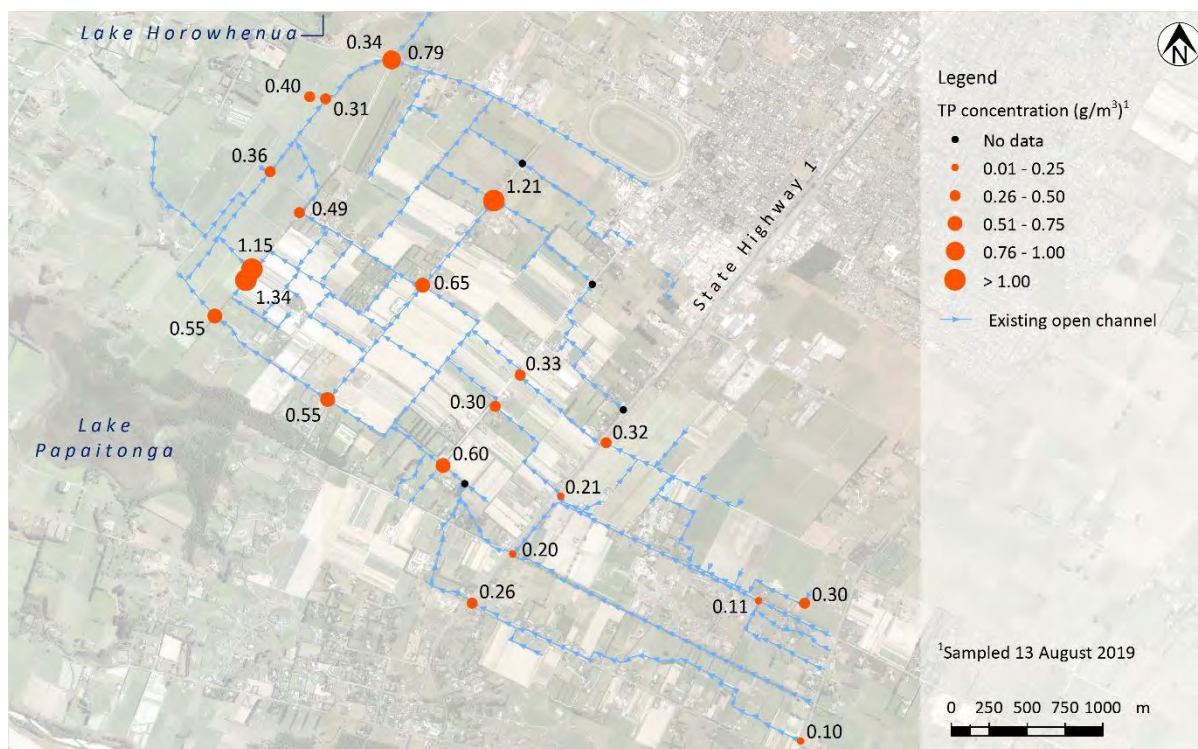 Lake Horowhenua
N
0.34
0.79
0.40
0.31
0.36
1.21
0.49
1.15
1.34
0.65
0.55
0.33
0.55
0.30
0.32
Lake
Papaitonga
0.60
0.21
0.20
0.26
0.11
0.30
0.10
State Highway 1
Legend
TP concentration (g/m³)¹
No data
0.01 - 0.25
0.26 - 0.50
0.51 - 0.75
0.76 - 1.00
> 1.00
Existing open channel
¹Sampled 13 August 2019
0 250 500 750 1000 m